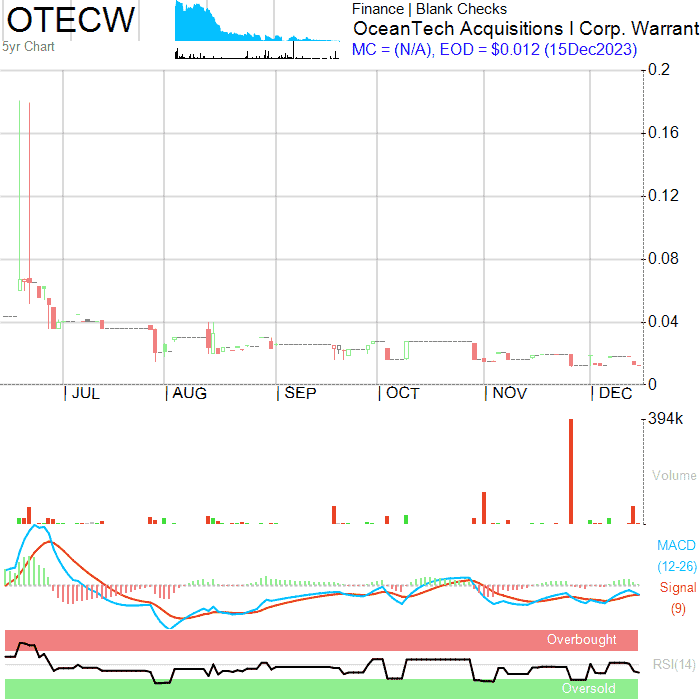 OTECW
5yr Chart
Finance | Blank Checks
OceanTech Acquisitions I Corp. Warrant
MC = (N/A), EOD = $0.012 (15Dec2023)
0.2
0.16
0.12
0.08
0.04
0
| JUL | AUG | SEP | OCT | NOV | DEC
394k
Volume
MACD
(12-26)
Signal
(9)
Overbought
RSI(14)
Oversold